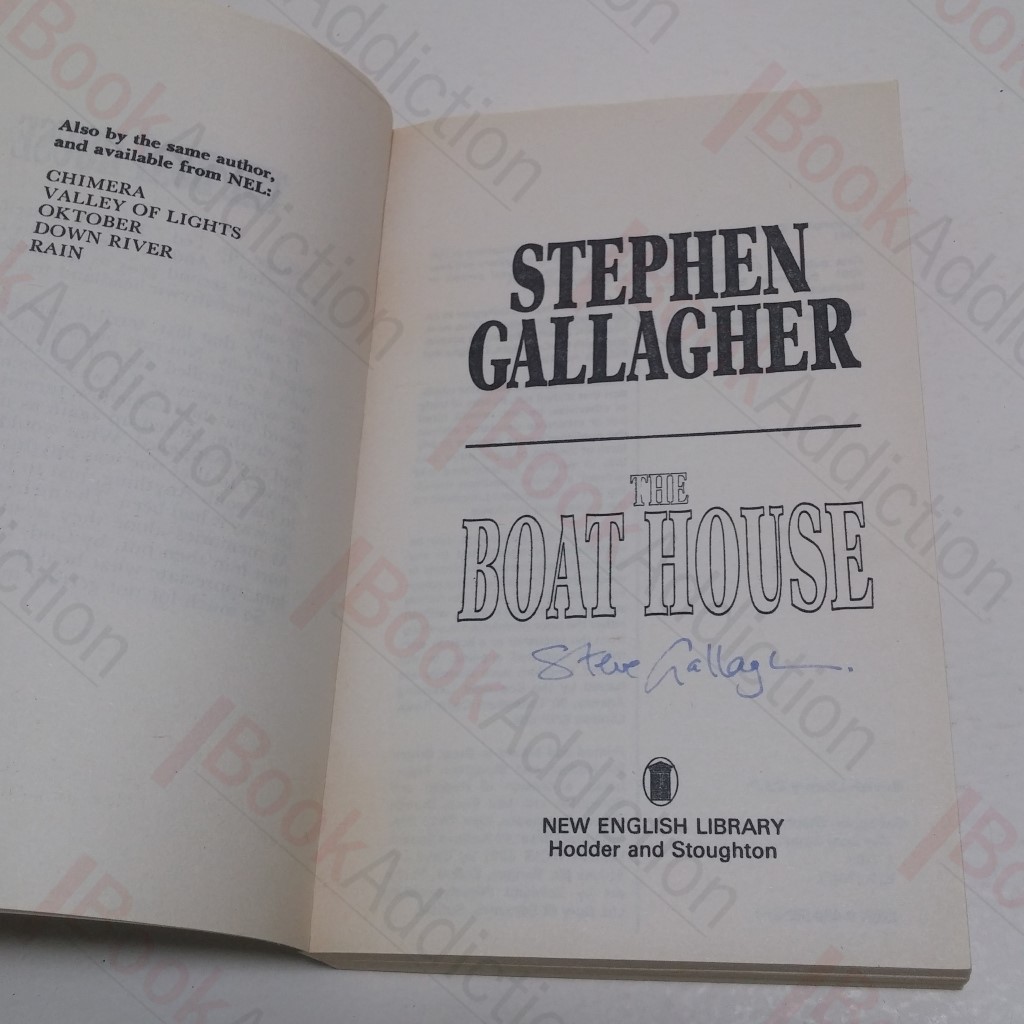 Also by the same author,
and available from NEL:
CHIMERA
VALLEY OF LIGHTS
OKTOBER
DOWN RIVER
RAIN
STEPHEN
GALLAGHER
THE
BOAT HOUSE
Steve Gallagher
NEW ENGLISH LIBRARY
Hodder and Stoughton
BookAddiction